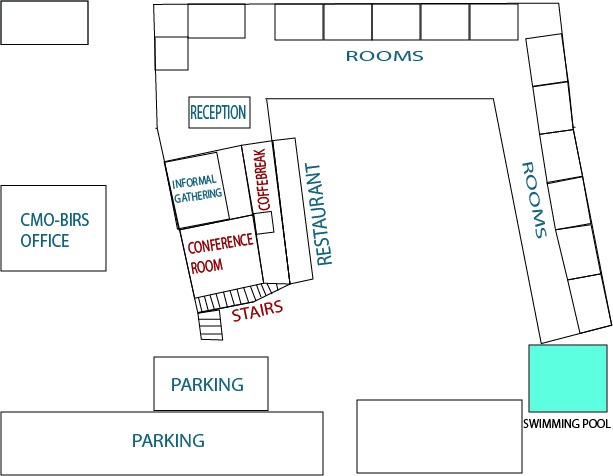 ROOMS
RECEPTION
INFORMAL
GATHERING
COFFEBREAK
RESTAURANT
ROOMS
CMO-BIRS
OFFICE
CONFERENCE
ROOM
STAIRS
PARKING
PARKING
SWIMMING POOL